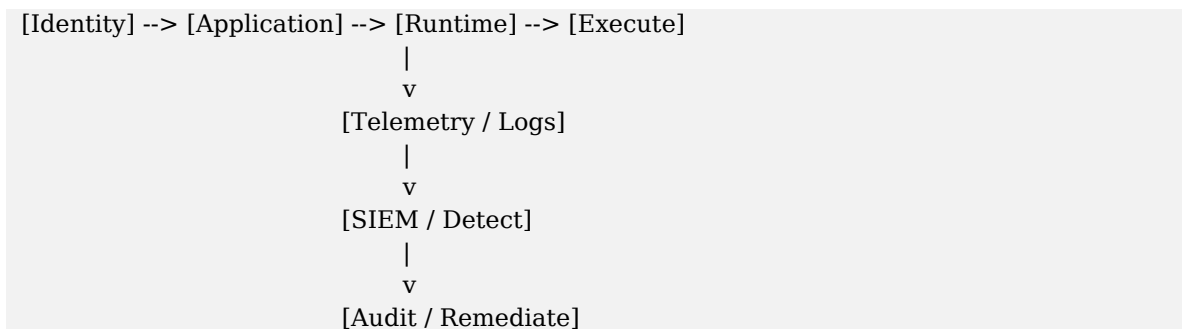 [Identity] --> [Application] --> [Runtime] --> [Execute]
|
v
[Telemetry / Logs]
|
v
[SIEM / Detect]
|
v
[Audit / Remediate]